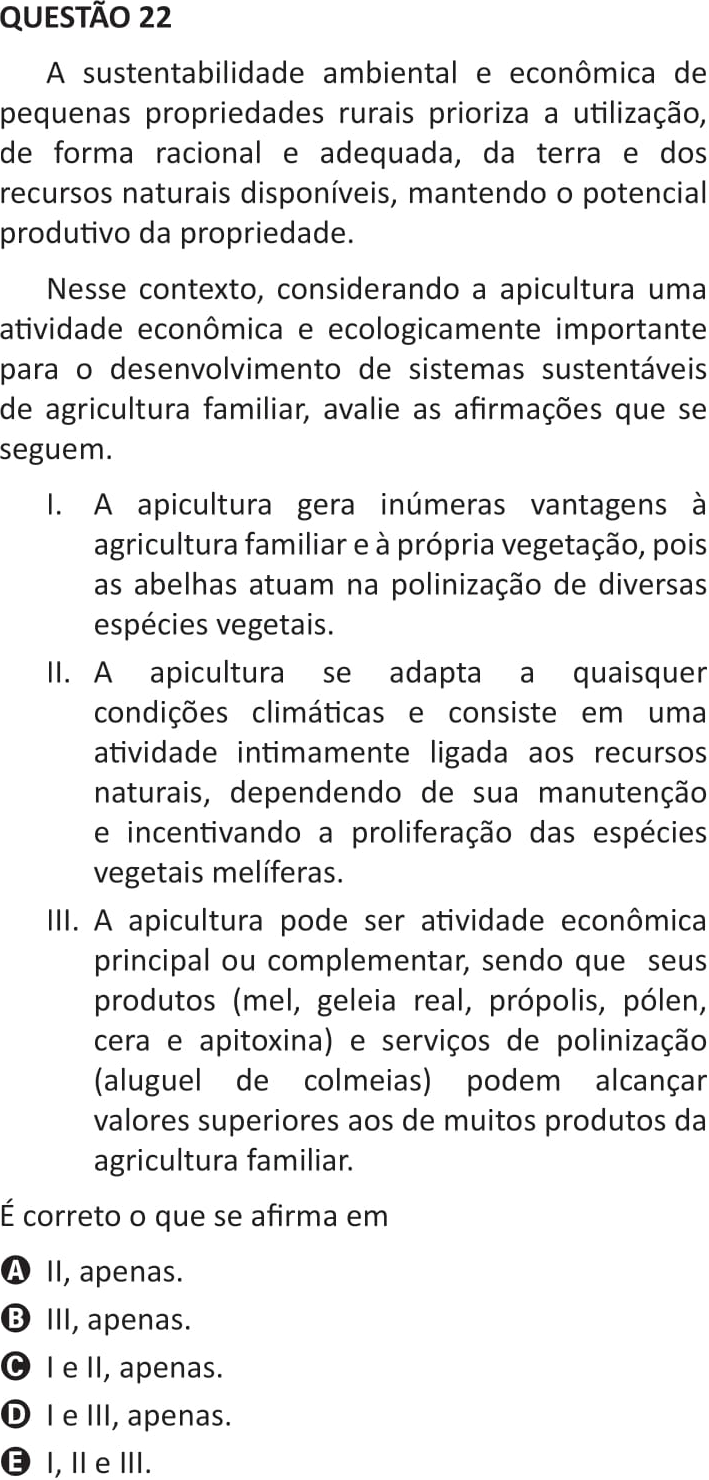 QUESTÃO 22
A sustentabilidade ambiental e econômica de
pequenas propriedades rurais prioriza a utilização,
de forma racional e adequada, da terra e dos
recursos naturais disponíveis, mantendo o potencial
produtivo da propriedade.
Nesse contexto, considerando a apicultura uma
atividade econômica e ecologicamente importante
para o desenvolvimento de sistemas sustentáveis
de agricultura familiar, avalie as afirmações que se
seguem.
I. A apicultura gera inúmeras vantagens à
agricultura familiar e à própria vegetação, pois
as abelhas atuam na polinização de diversas
espécies vegetais.
II. A apicultura se adapta a quaisquer
condições climáticas e consiste em uma
atividade intimamente ligada aos recursos
naturais, dependendo de sua manutenção
e incentivando a proliferação das espécies
vegetais melíferas.
III. A apicultura pode ser atividade econômica
principal ou complementar, sendo que seus
produtos (mel, geleia real, própolis, pólen,
cera e apitoxina) e serviços de polinização
(aluguel de colmeias) podem alcançar
valores superiores aos de muitos produtos da
agricultura familiar.
É correto o que se afirma em
A II, apenas.
B III, apenas.
C I e II, apenas.
D I e III, apenas.
E I, II e III.